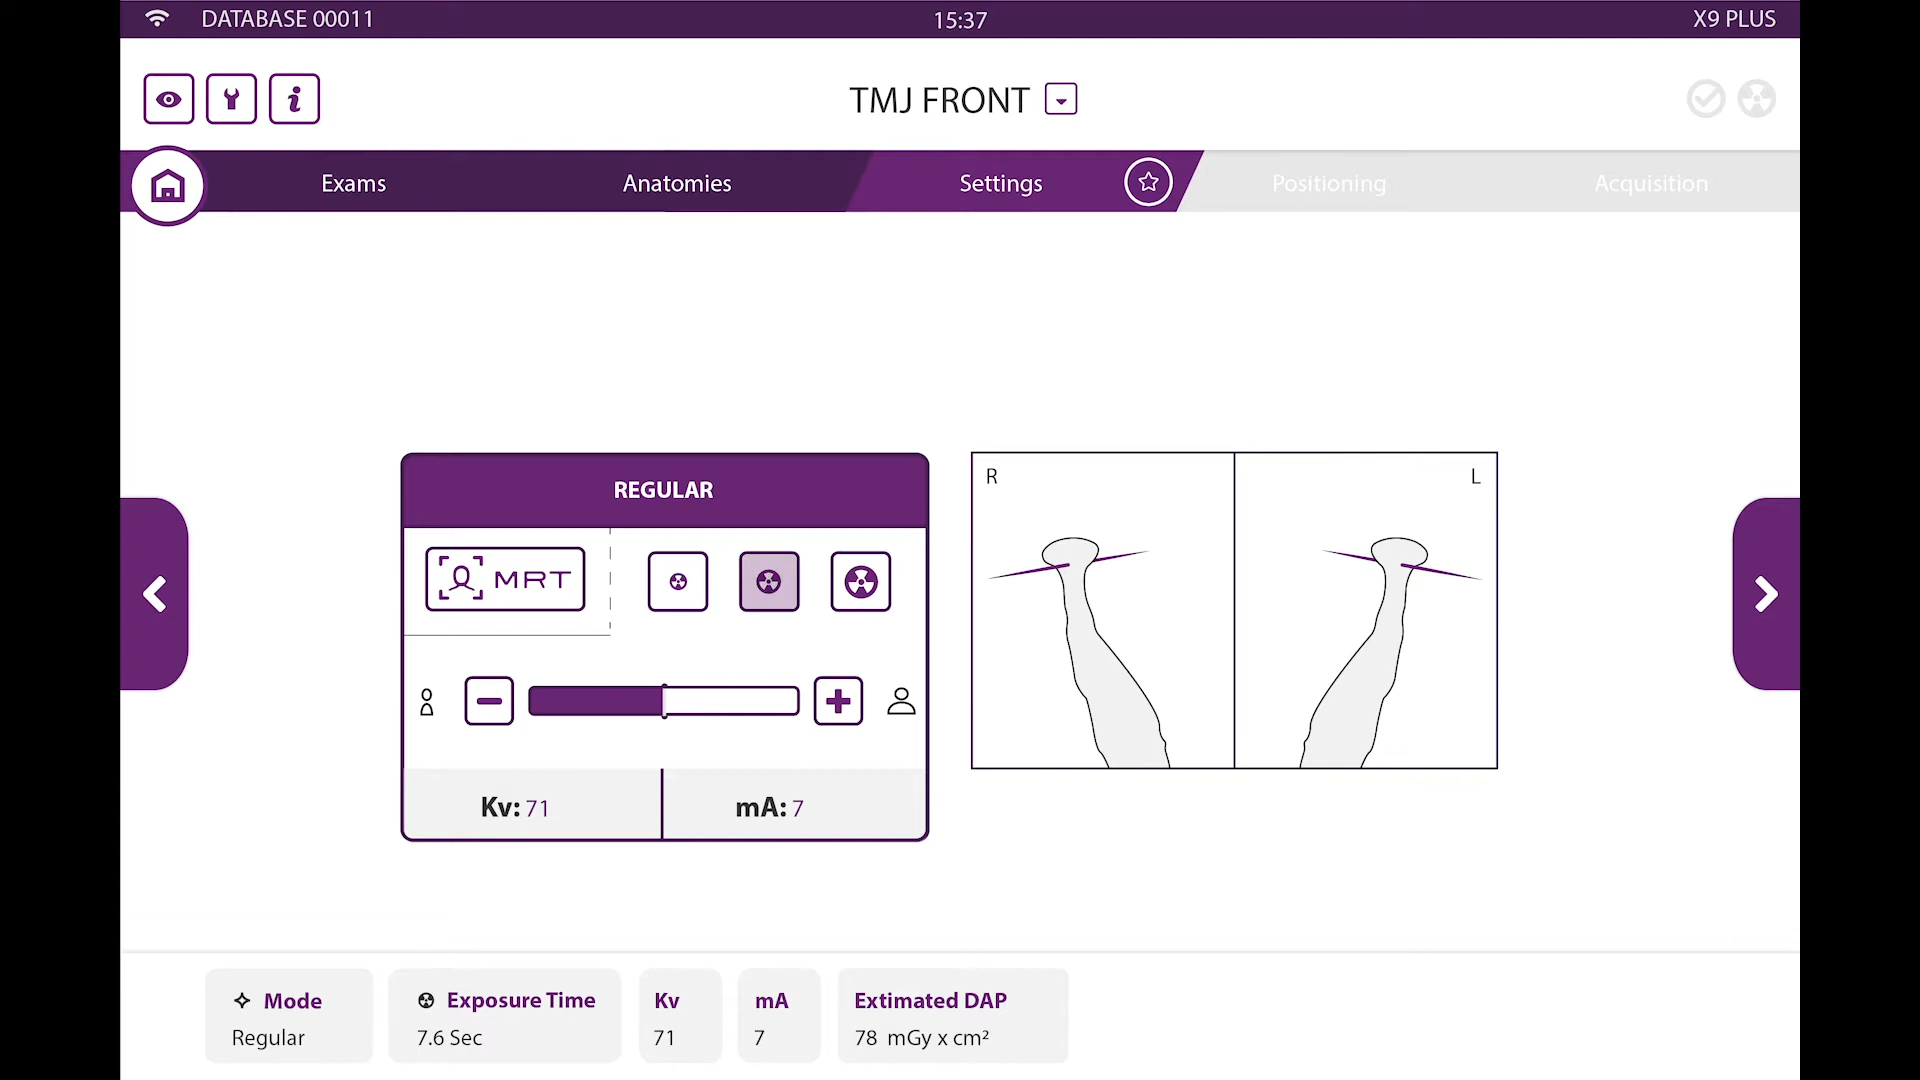 DATABASE 00011
15:37
X9 PLUS
TMJ FRONT
Exams
Anatomies
Settings
Positioning
Acquisition
REGULAR
MRT
Kv: 71
mA: 7
R
L
Mode
Regular
Exposure Time
7.6 Sec
Kv
71
mA
7
Extimated DAP
78 mGy x cm²